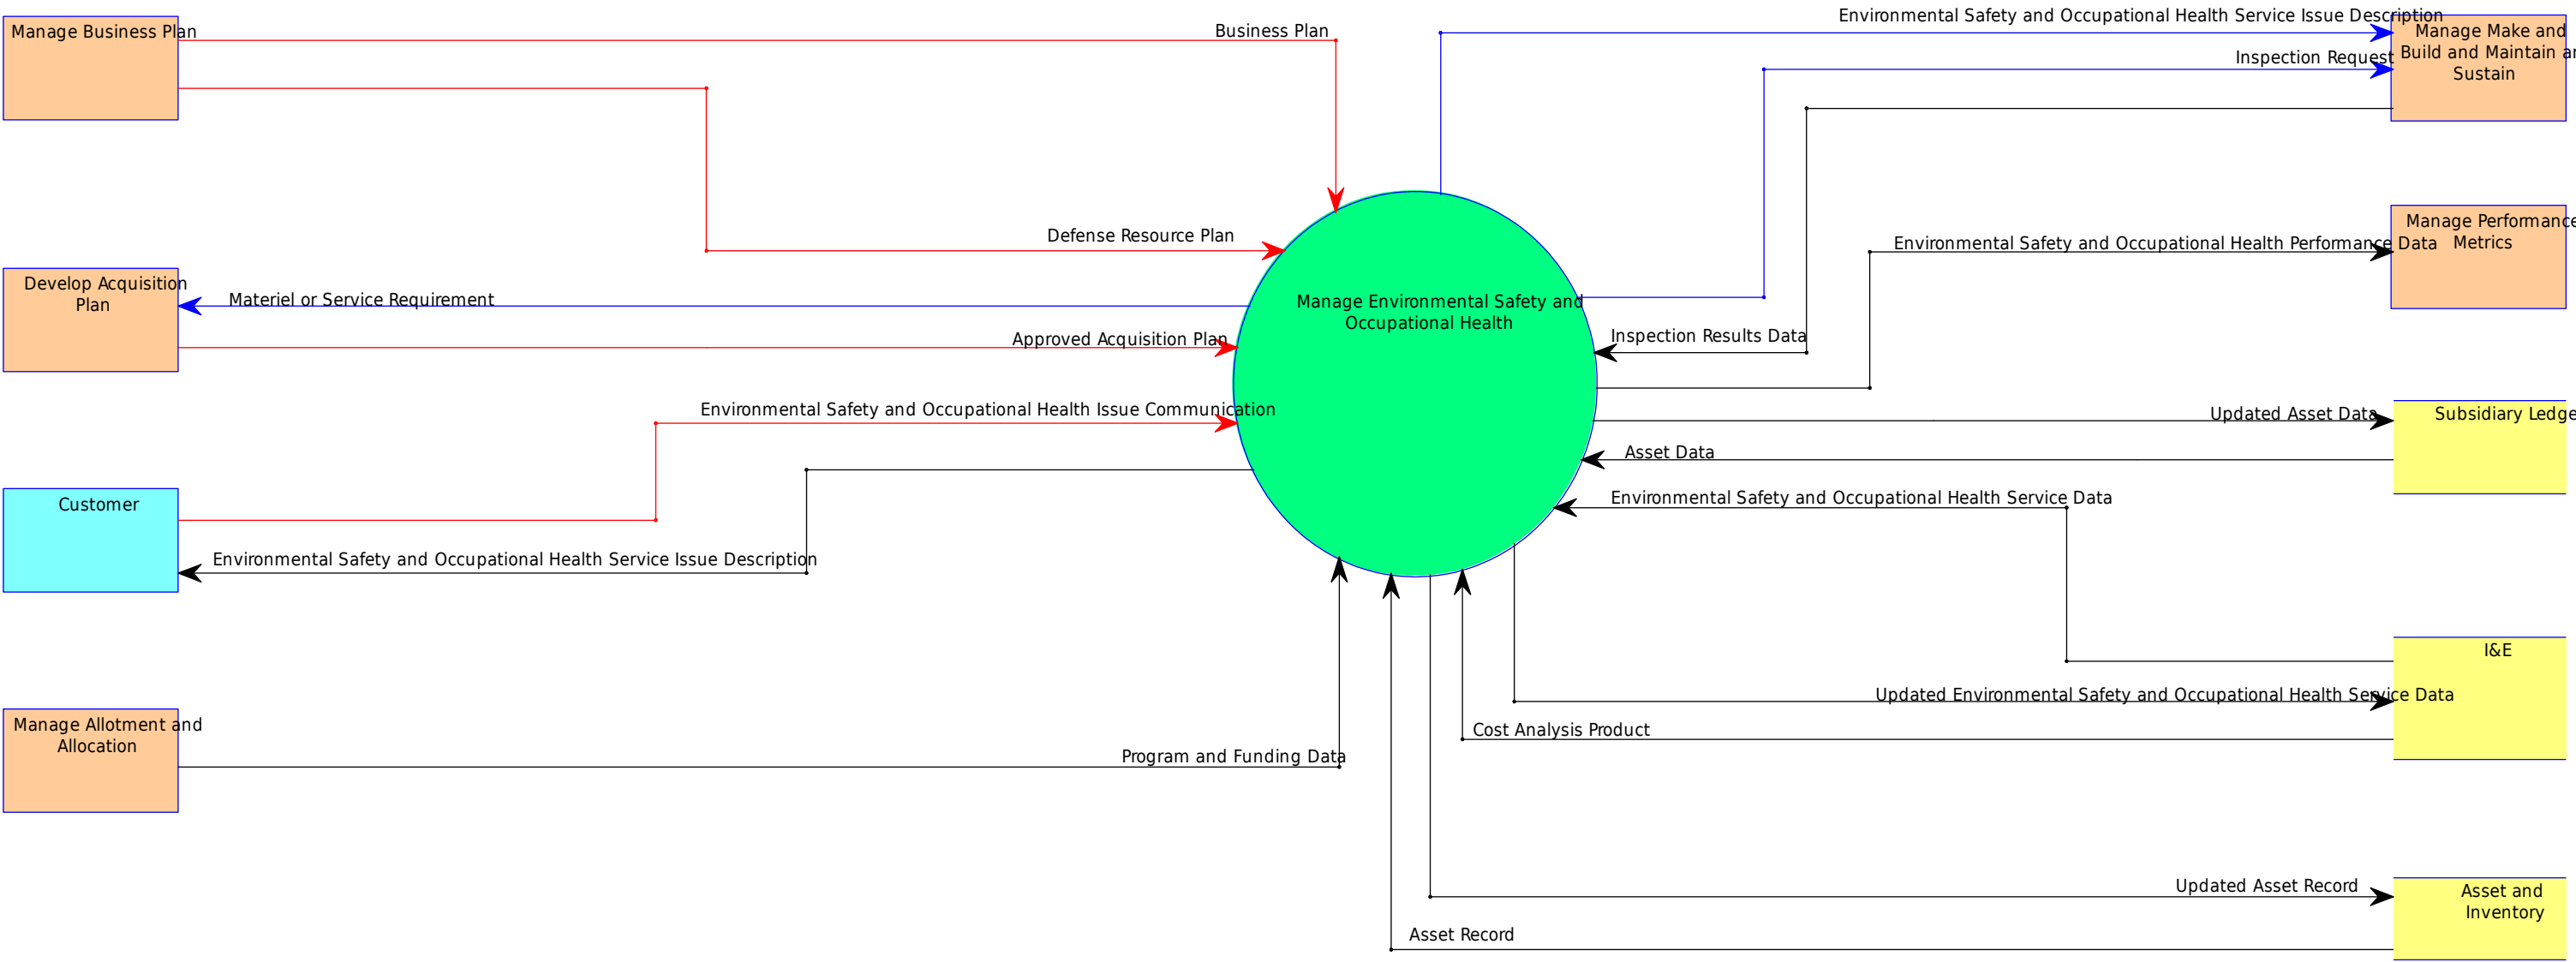 Manage Business Plan
Business Plan
Environmental Safety and Occupational Health Service Issue Description
Manage Make and
Build and Maintain an
Sustain
Inspection Request
Defense Resource Plan
Manage Performance
Metrics
Environmental Safety and Occupational Health Performance Data
Develop Acquisition
Plan
Materiel or Service Requirement
Manage Environmental Safety and
Occupational Health
Approved Acquisition Plan
Inspection Results Data
Environmental Safety and Occupational Health Issue Communication
Updated Asset Data
Subsidiary Ledge
Asset Data
Customer
Environmental Safety and Occupational Health Service Data
Environmental Safety and Occupational Health Service Issue Description
I&E
Updated Environmental Safety and Occupational Health Service Data
Manage Allotment and
Allocation
Cost Analysis Product
Program and Funding Data
Updated Asset Record
Asset and
Inventory
Asset Record